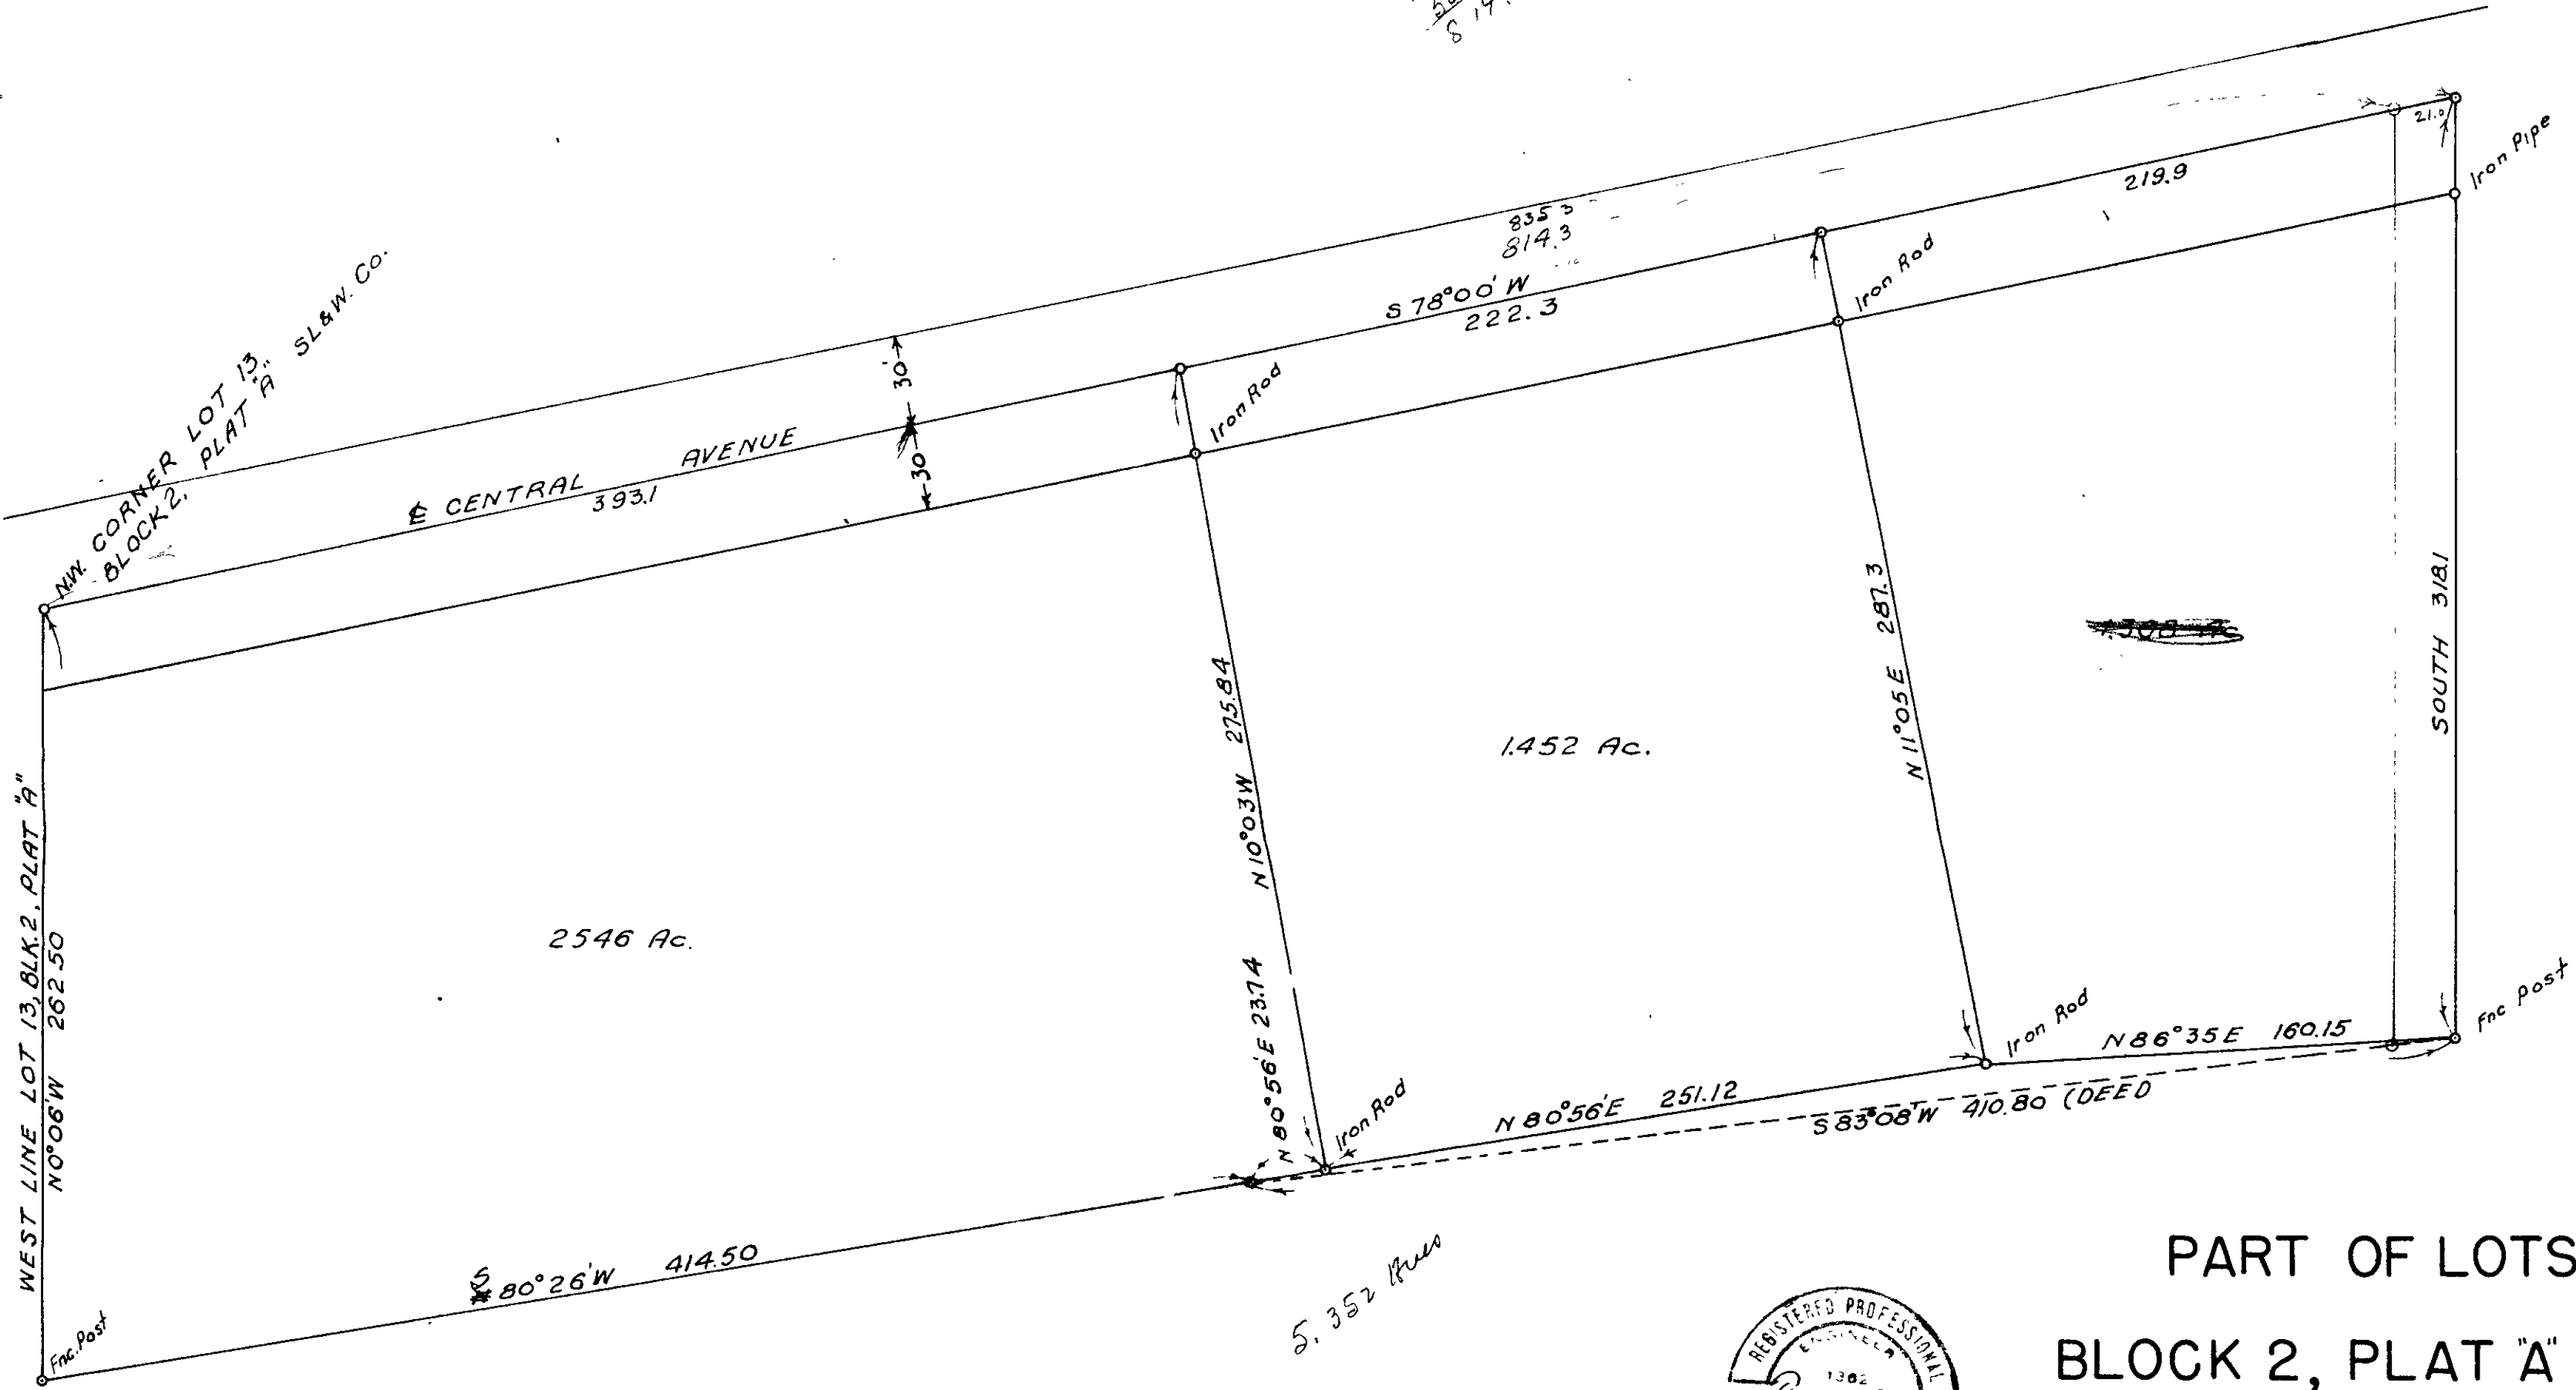 N.W. CORNER LOT 13,
BLOCK 2, PLAT "A" SL&W. CO.
℄ CENTRAL AVENUE
393.1
30'
30
835 3
814.3
S 78°00' W
222.3
219.9
21.0
Iron Pipe
Iron Rod
Iron Rod
WEST LINE LOT 13, BLK. 2, PLAT "A"
N0°06'W 262 50
2546 Ac.
N 10°03W 275.84
N 80°56'E 23.74
1.452 Ac.
N 11°05 E 287.3
SOUTH 318.1
Iron Rod
Iron Rod
N 80°56'E 251.12
N 86°35 E 160.15
S 83°08'W 410.80 (DEED
Fnc Post
S 80°26'W 414.50
Fnc. Post
5.352 Acres
REGISTERED PROFESSIONAL
ENGINEER
1362
PART OF LOTS
BLOCK 2, PLAT "A"